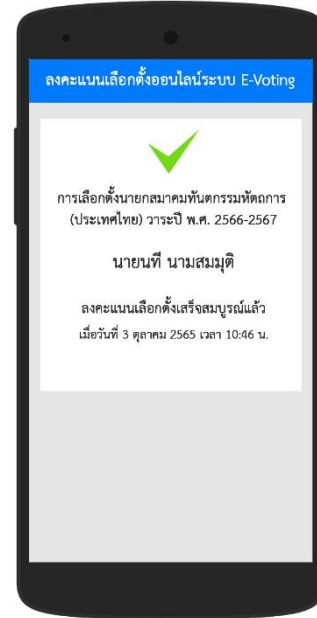 ลงคะแนนเลือกตั้งออนไลน์ระบบ E-Voting
การเลือกตั้งนายกสมาคมทันตกรรมหัตถการ
(ประเทศไทย) วาระปี พ.ศ. 2566-2567
นายนที นามสมมุติ
ลงคะแนนเลือกตั้งเสร็จสมบูรณ์แล้ว
เมื่อวันที่ 3 ตุลาคม 2565 เวลา 10:46 น.